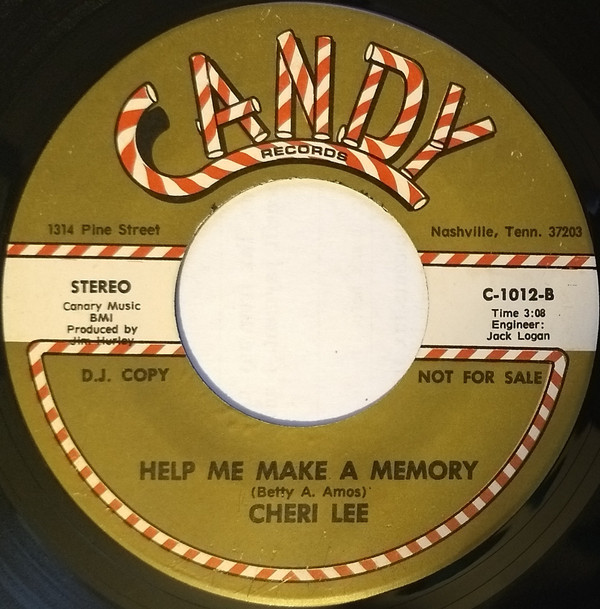 CANDY
RECORDS
1314 Pine Street
Nashville, Tenn. 37203
STEREO
Canary Music
BMI
Produced by
Jim Hurley
C-1012-B
Time 3:08
Engineer:
Jack Logan
D.J. COPY
NOT FOR SALE
HELP ME MAKE A MEMORY
(Betty A. Amos)
CHERI LEE